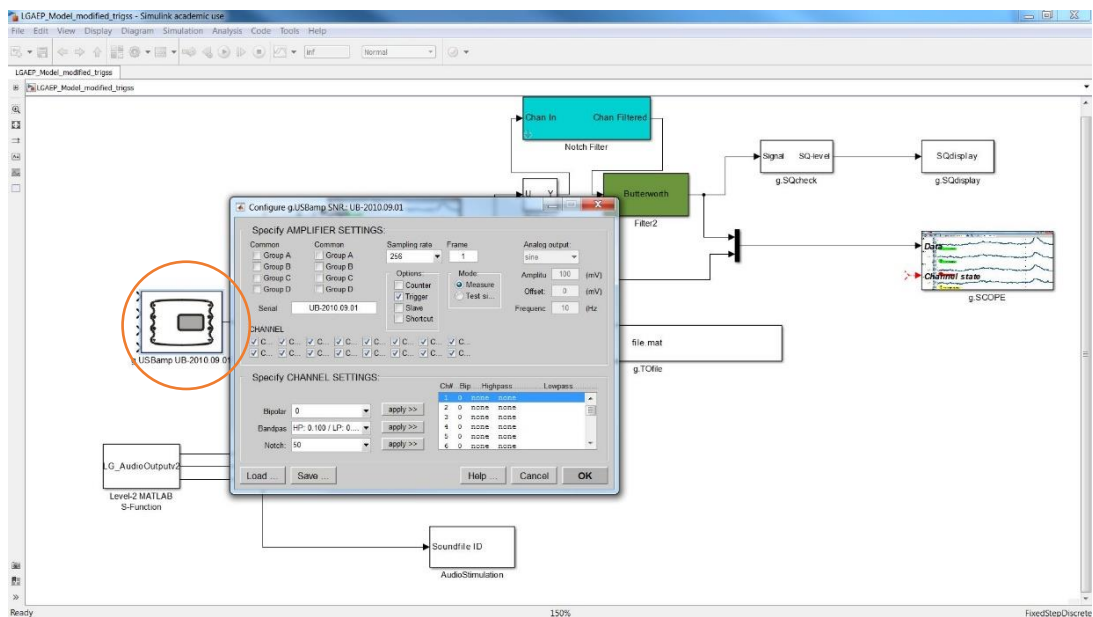 LGAEP_Model_modified_trigss - Simulink academic use
File Edit View Display Diagram Simulation Analysis Code Tools Help
inf Normal
LGAEP_Model_modified_trigss
LGAEP_Model_modified_trigss
Chan In Chan Filtered
Notch Filter
Signal SQ-level
g.SQcheck
SQdisplay
g.SQdisplay
U Y
Butterworth
Filter2
Data
Channel state
g.SCOPE
file.mat
g.TOfile
g.USBamp UB-2010.09.01
LG_AudioOutputv2
Level-2 MATLAB
S-Function
Soundfile ID
AudioStimulation
Configure g.USBamp SNR.: UB-2010.09.01
Specify AMPLIFIER SETTINGS:
Common Common Sampling rate Frame Analog output:
Group A Group A 256 1 sine
Group B Group B
Group C Group C Options: Mode: Amplitu 100 (mV)
Group D Group D Counter Measure
Trigger Test si... Offset: 0 (mV)
Serial UB-2010.09.01 Slave Frequenc 10 (Hz
Shortcut
CHANNEL
C... C... C... C... C... C... C... C...
C... C... C... C... C... C... C... C...
Specify CHANNEL SETTINGS:
Ch# Bip....Highpass..............Lowpass..........
1 0 none none
Bipolar 0 apply >> 2 0 none none
3 0 none none
Bandpas HP: 0.100 / LP: 0.... apply >> 4 0 none none
5 0 none none
Notch: 50 apply >> 6 0 none none
Load ... Save ... Help ... Cancel OK
Ready 150% FixedStepDiscrete